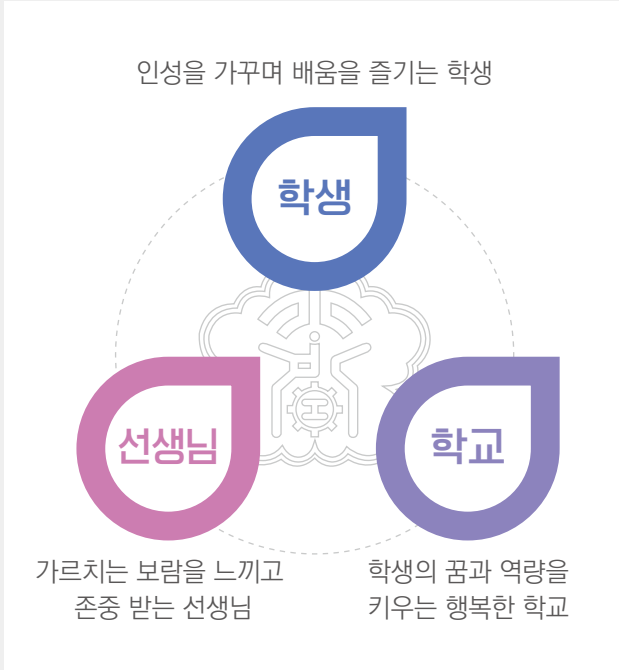 인성을 가꾸며 배움을 즐기는 학생
학생
선생님
학교
가르치는 보람을 느끼고
존중 받는 선생님
학생의 꿈과 역량을
키우는 행복한 학교